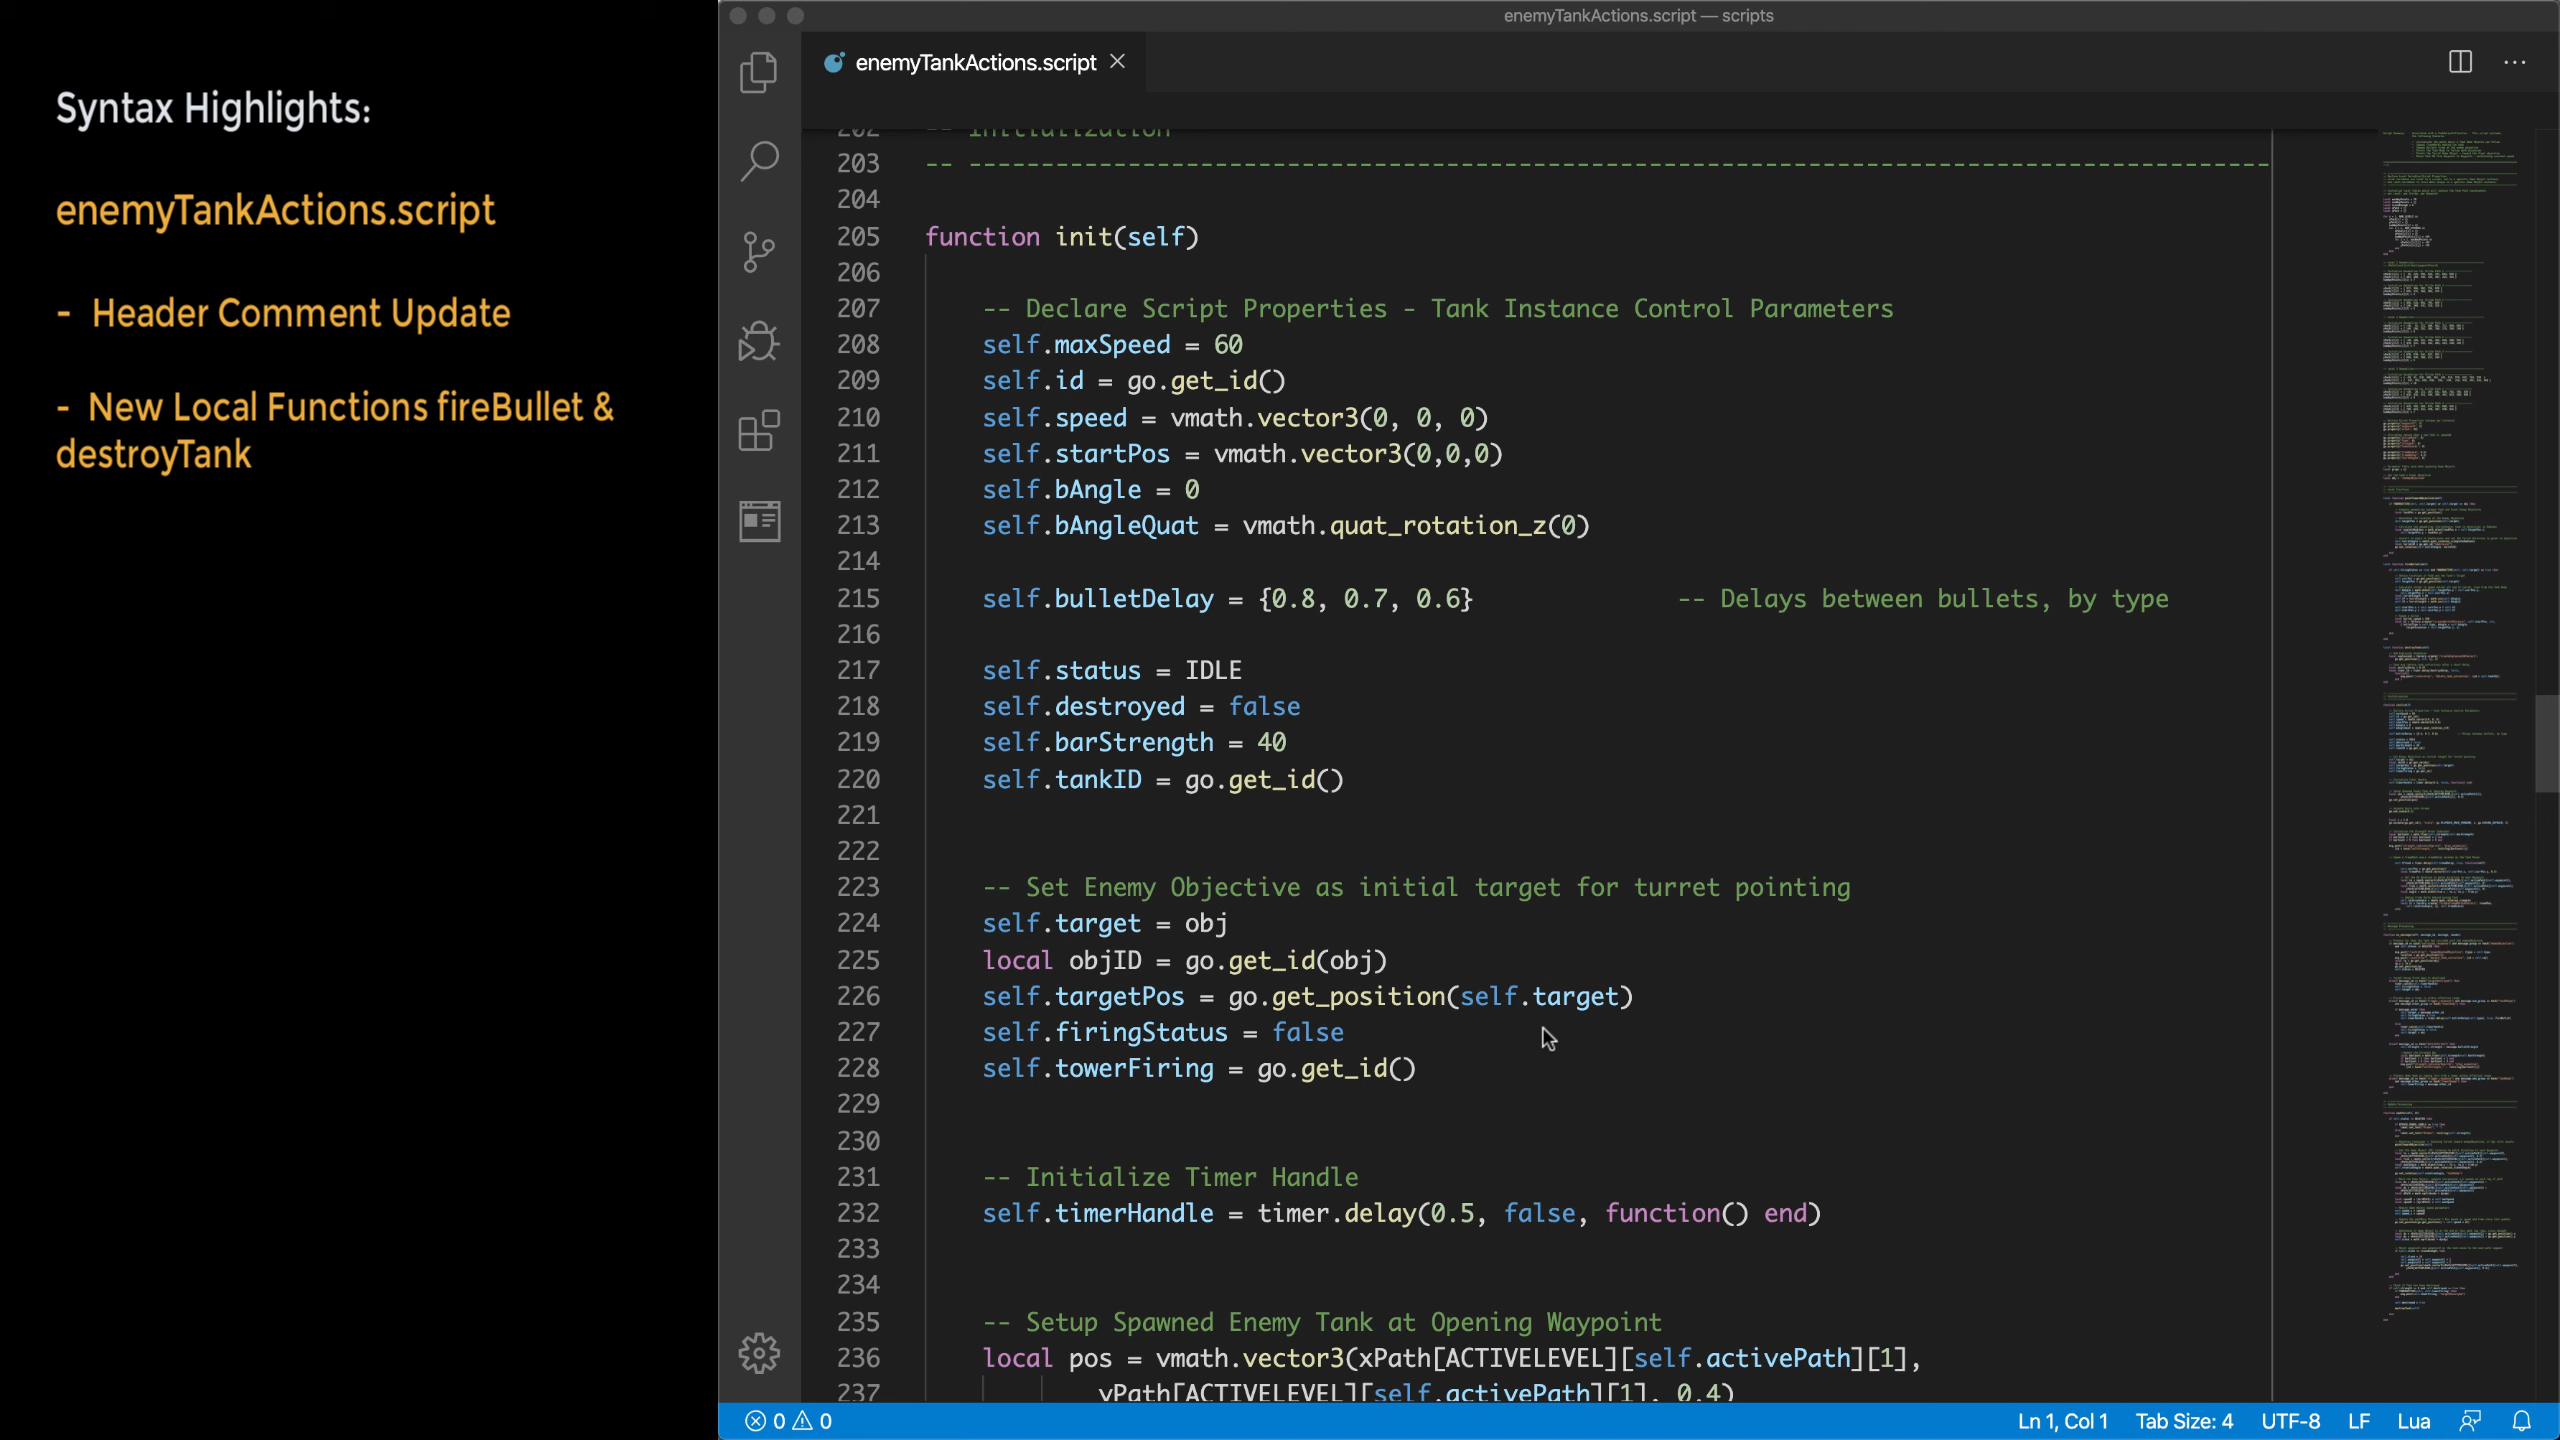 Syntax Highlights:
enemyTankActions.script
- Header Comment Update
- New Local Functions fireBullet &
destroyTank
enemyTankActions.script — scripts
enemyTankActions.script
202 -- Initialization
203 -- ------------------------------------------------------------------------------------------
204
205 function init(self)
206
207 -- Declare Script Properties - Tank Instance Control Parameters
208 self.maxSpeed = 60
209 self.id = go.get_id()
210 self.speed = vmath.vector3(0, 0, 0)
211 self.startPos = vmath.vector3(0,0,0)
212 self.bAngle = 0
213 self.bAngleQuat = vmath.quat_rotation_z(0)
214
215 self.bulletDelay = {0.8, 0.7, 0.6} -- Delays between bullets, by type
216
217 self.status = IDLE
218 self.destroyed = false
219 self.barStrength = 40
220 self.tankID = go.get_id()
221
222
223 -- Set Enemy Objective as initial target for turret pointing
224 self.target = obj
225 local objID = go.get_id(obj)
226 self.targetPos = go.get_position(self.target)
227 self.firingStatus = false
228 self.towerFiring = go.get_id()
229
230
231 -- Initialize Timer Handle
232 self.timerHandle = timer.delay(0.5, false, function() end)
233
234
235 -- Setup Spawned Enemy Tank at Opening Waypoint
236 local pos = vmath.vector3(xPath[ACTIVELEVEL][self.activePath][1],
237 yPath[ACTIVELEVEL][self.activePath][1], 0.4)
0 0 Ln 1, Col 1 Tab Size: 4 UTF-8 LF Lua